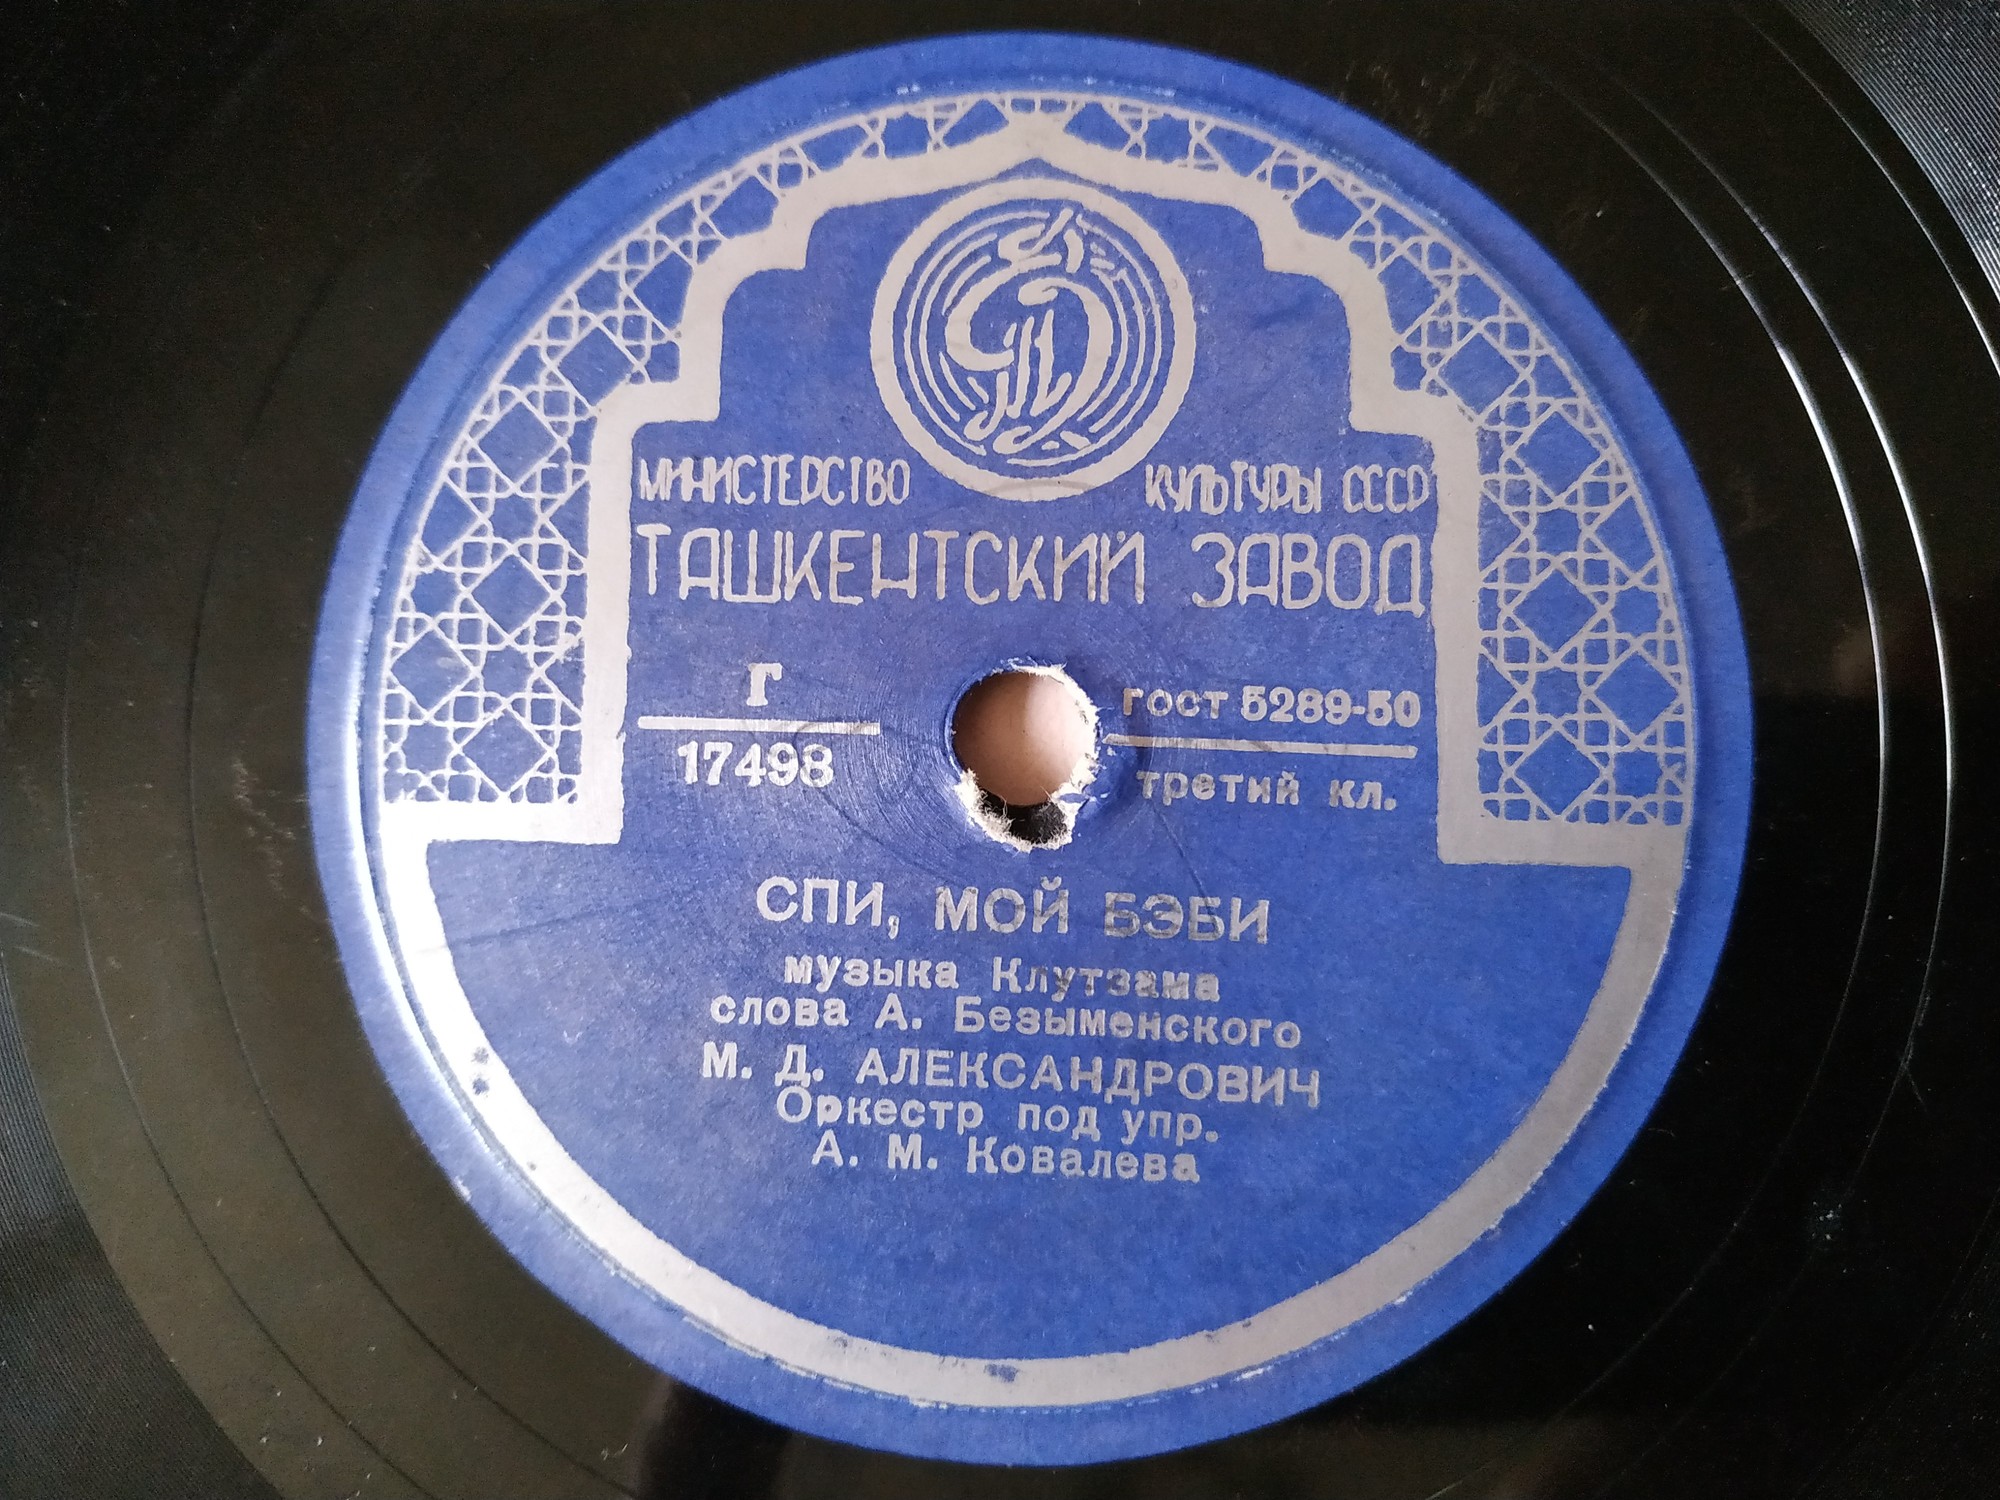 МИНИСТЕРСТВО КУЛЬТУРЫ СССР
ТАШКЕНТСКИЙ ЗАВОД
Г
17498
ГОСТ 5289-50
третий кл.
СПИ, МОЙ БЭБИ
музыка Клутзама
слова А. Безыменского
М. Д. АЛЕКСАНДРОВИЧ
Оркестр под упр.
А. М. Ковалева